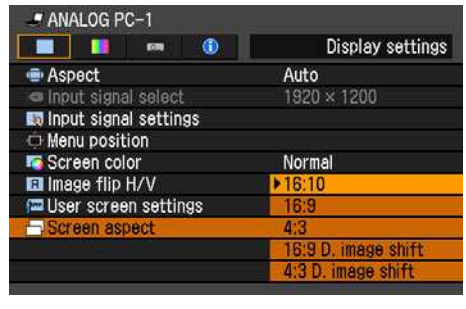 ANALOG PC-1
Display settings
Aspect Auto
Input signal select 1920 × 1200
Input signal settings
Menu position
Screen color Normal
Image flip H/V 16:10
User screen settings 16:9
Screen aspect 4:3
16:9 D. image shift
4:3 D. image shift